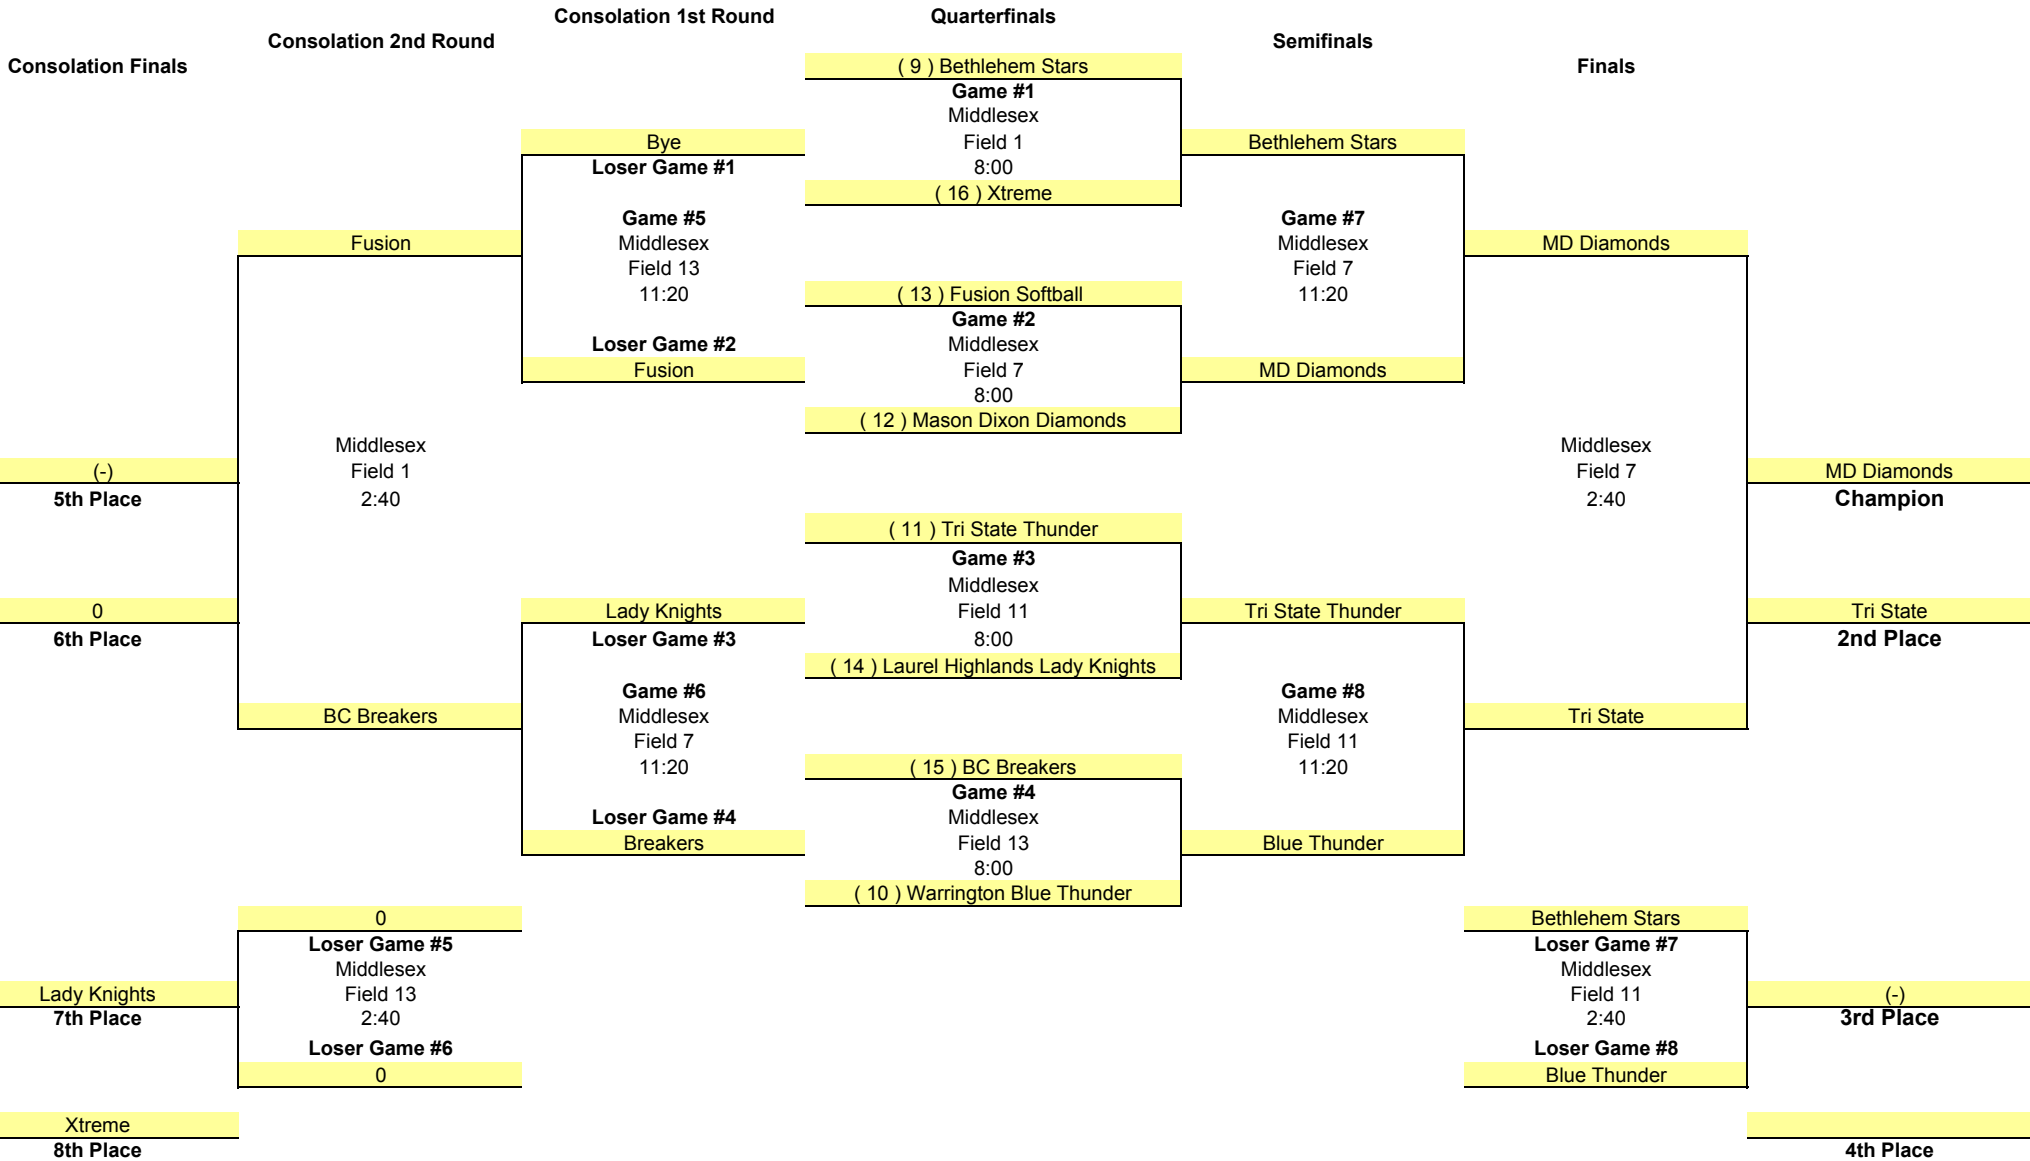 Consolation 1st Round
Quarterfinals
Consolation 2nd Round
Semifinals
Consolation Finals
( 9 ) Bethlehem Stars
Finals
Game #1
Middlesex
Bye
Field 1
Bethlehem Stars
Loser Game #1
8:00
( 16 ) Xtreme
Game #5
Game #7
Fusion
Middlesex
Middlesex
MD Diamonds
Field 13
Field 7
11:20
( 13 ) Fusion Softball
11:20
Game #2
Loser Game #2
Middlesex
Fusion
Field 7
MD Diamonds
8:00
( 12 ) Mason Dixon Diamonds
Middlesex
Middlesex
(-)
Field 1
Field 7
MD Diamonds
5th Place
2:40
2:40
Champion
( 11 ) Tri State Thunder
Game #3
Middlesex
0
Lady Knights
Field 11
Tri State Thunder
Tri State
6th Place
Loser Game #3
8:00
2nd Place
( 14 ) Laurel Highlands Lady Knights
Game #6
Game #8
BC Breakers
Middlesex
Middlesex
Tri State
Field 7
Field 11
11:20
( 15 ) BC Breakers
11:20
Game #4
Loser Game #4
Middlesex
Breakers
Field 13
Blue Thunder
8:00
( 10 ) Warrington Blue Thunder
0
Bethlehem Stars
Loser Game #5
Loser Game #7
Middlesex
Middlesex
Lady Knights
Field 13
Field 11
(-)
7th Place
2:40
2:40
3rd Place
Loser Game #6
Loser Game #8
0
Blue Thunder
Xtreme
8th Place
4th Place